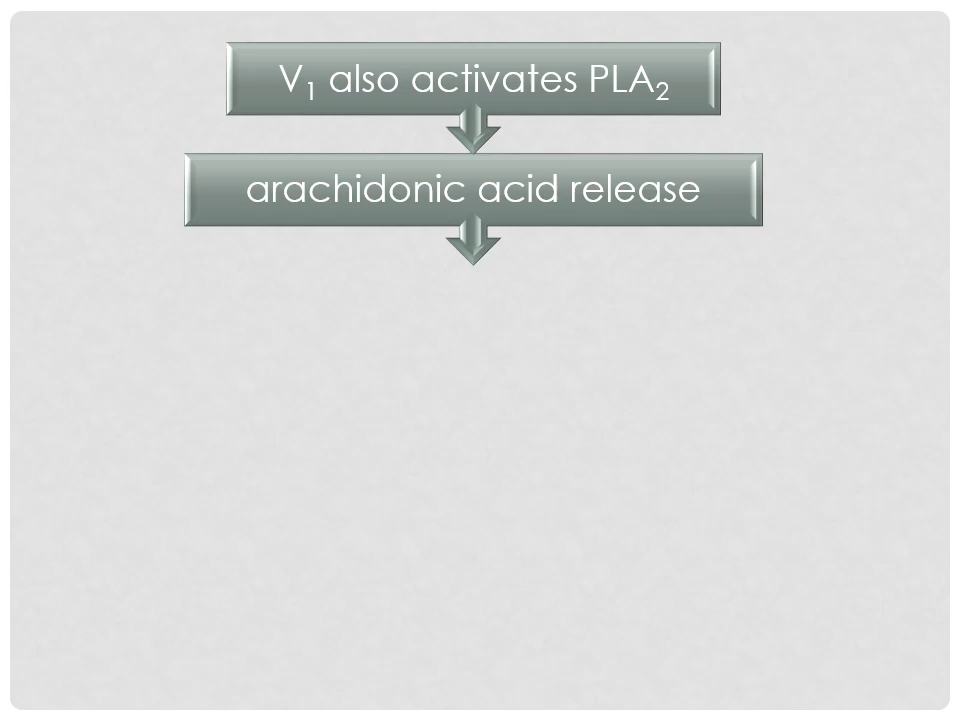 V₁ also activates PLA₂
arachidonic acid release